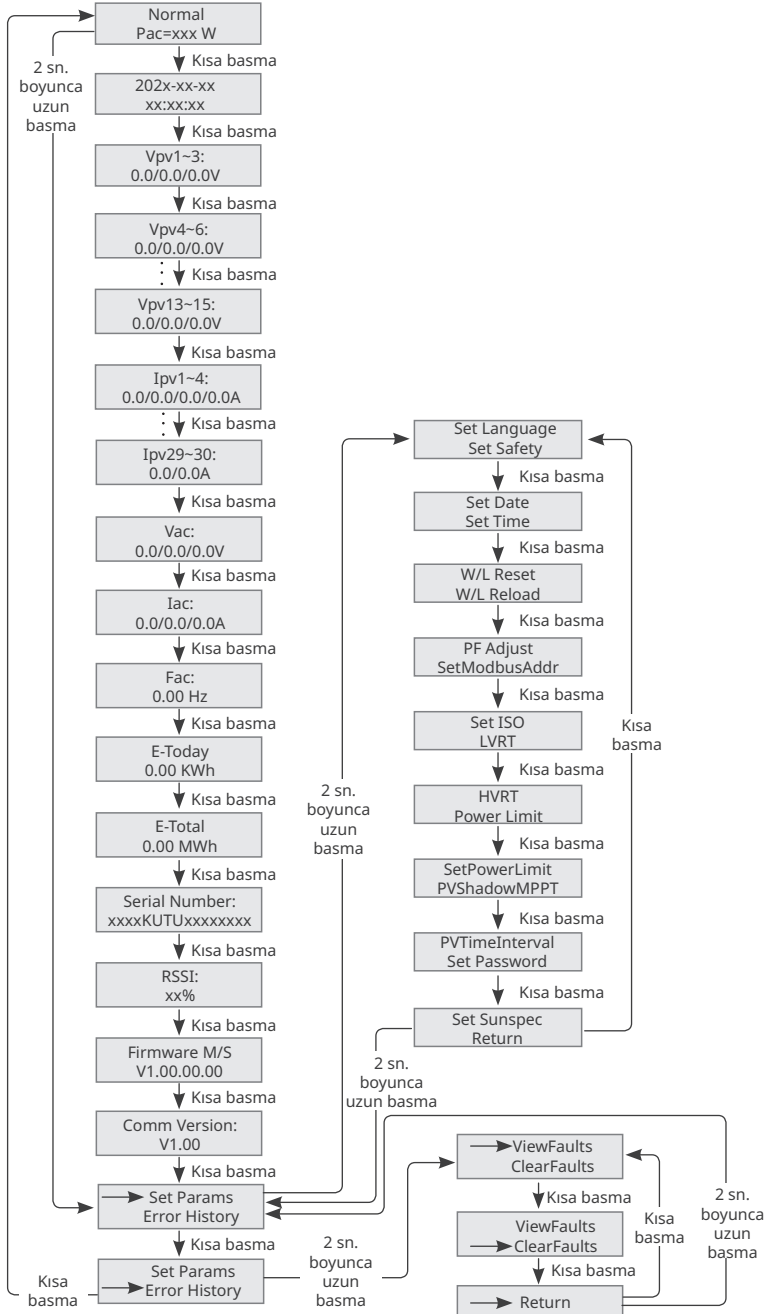 Normal
Pac=xxx W
2 sn.
boyunca
uzun
basma
Kısa basma
202x-xx-xx
xx:xx:xx
Kısa basma
Vpv1~3:
0.0/0.0/0.0V
Kısa basma
Vpv4~6:
0.0/0.0/0.0V
Kısa basma
Vpv13~15:
0.0/0.0/0.0V
Kısa basma
Ipv1~4:
0.0/0.0/0.0/0.0A
Kısa basma
Ipv29~30:
0.0/0.0A
Kısa basma
Vac:
0.0/0.0/0.0V
Kısa basma
Iac:
0.0/0.0/0.0A
Kısa basma
Fac:
0.00 Hz
Kısa basma
E-Today
0.00 KWh
Kısa basma
E-Total
0.00 MWh
Kısa basma
Serial Number:
xxxxKUTUxxxxxxxx
Kısa basma
RSSI:
xx%
Kısa basma
Firmware M/S
V1.00.00.00
Kısa basma
Comm Version:
V1.00
Kısa basma
Set Params
Error History
Kısa basma
Set Params
Error History
Kısa
basma
2 sn.
boyunca
uzun
basma
Set Language
Set Safety
Kısa basma
Set Date
Set Time
Kısa basma
W/L Reset
W/L Reload
Kısa basma
PF Adjust
SetModbusAddr
Kısa basma
Set ISO
LVRT
Kısa basma
HVRT
Power Limit
Kısa basma
SetPowerLimit
PVShadowMPPT
Kısa basma
PVTimeInterval
Set Password
Kısa basma
Set Sunspec
Return
Kısa
basma
2 sn.
boyunca
uzun basma
2 sn.
boyunca
uzun
basma
ViewFaults
ClearFaults
Kısa basma
ViewFaults
ClearFaults
Kısa basma
Return
Kısa
basma
2 sn.
boyunca
uzun
basma